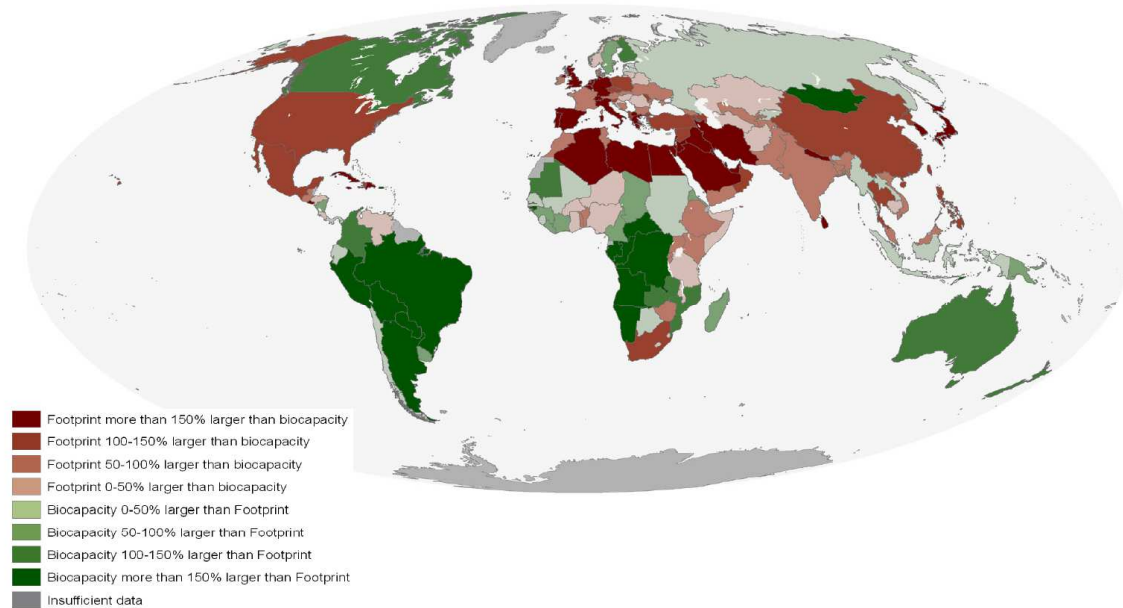 Footprint more than 150% larger than biocapacity
Footprint 100-150% larger than biocapacity
Footprint 50-100% larger than biocapacity
Footprint 0-50% larger than biocapacity
Biocapacity 0-50% larger than Footprint
Biocapacity 50-100% larger than Footprint
Biocapacity 100-150% larger than Footprint
Biocapacity more than 150% larger than Footprint
Insufficient data